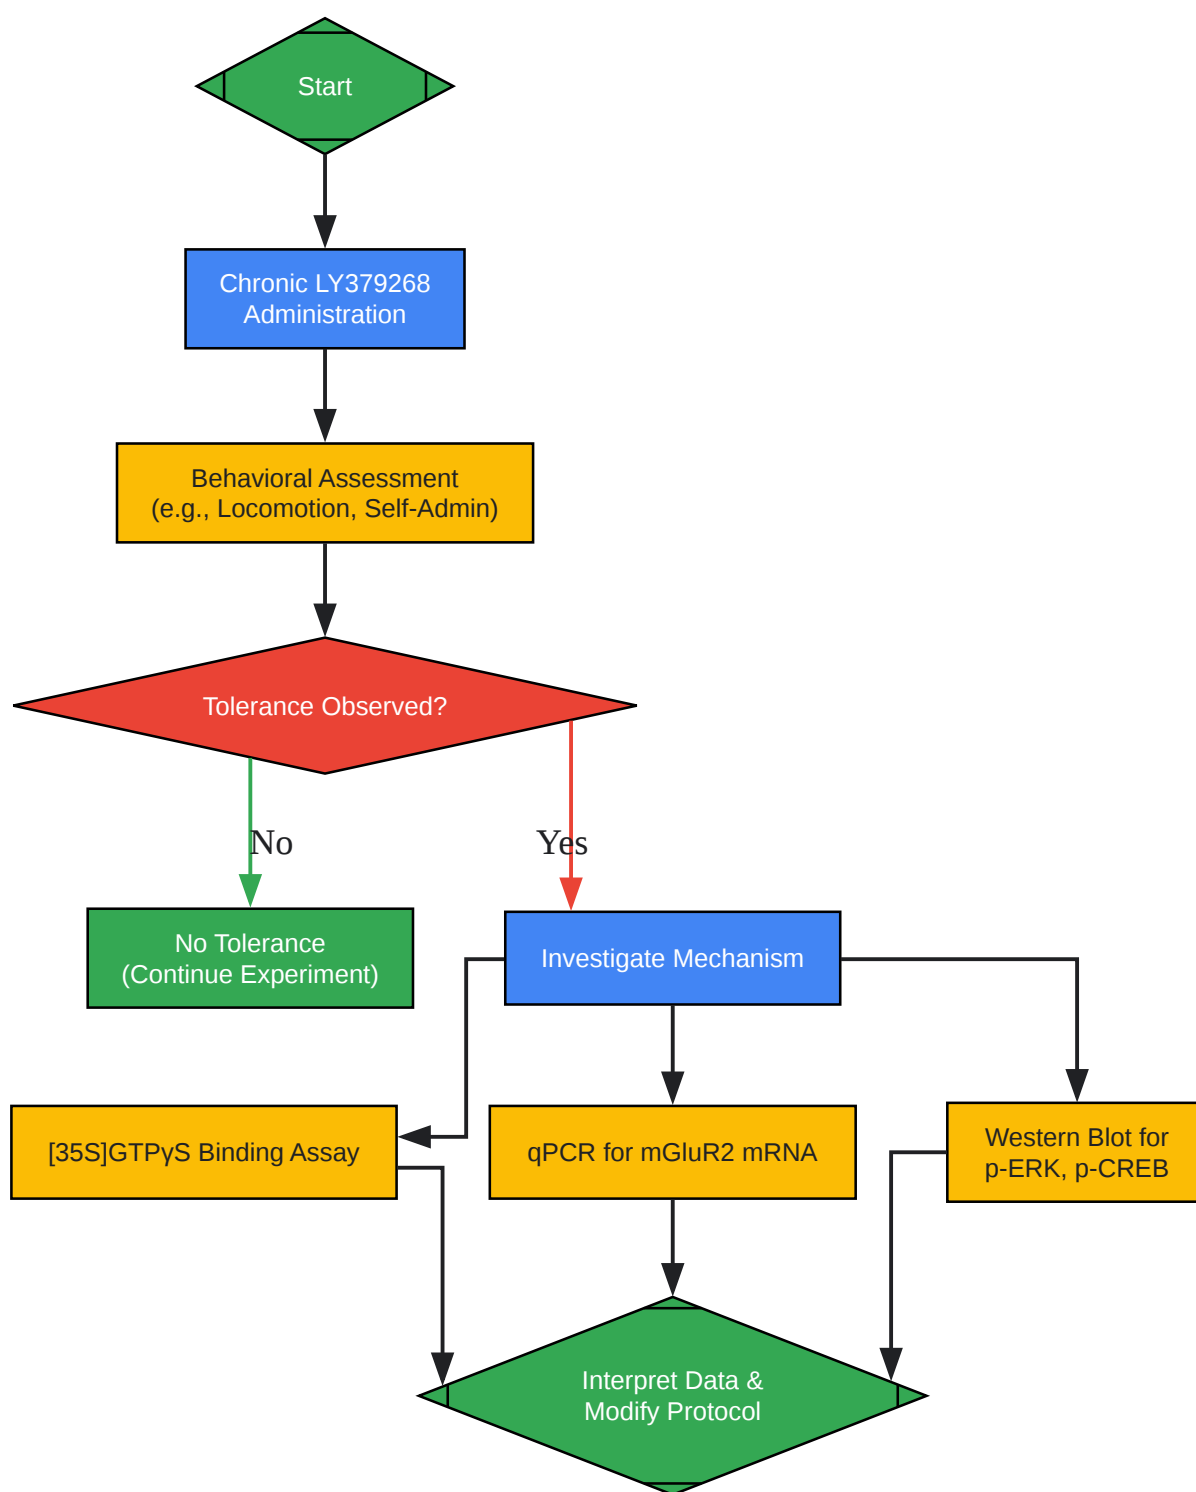 Start
Chronic LY379268
Administration
Behavioral Assessment
(e.g., Locomotion, Self-Admin)
Tolerance Observed?
No
Yes
No Tolerance
(Continue Experiment)
Investigate Mechanism
[35S]GTPγS Binding Assay
qPCR for mGluR2 mRNA
Western Blot for
p-ERK, p-CREB
Interpret Data &
Modify Protocol